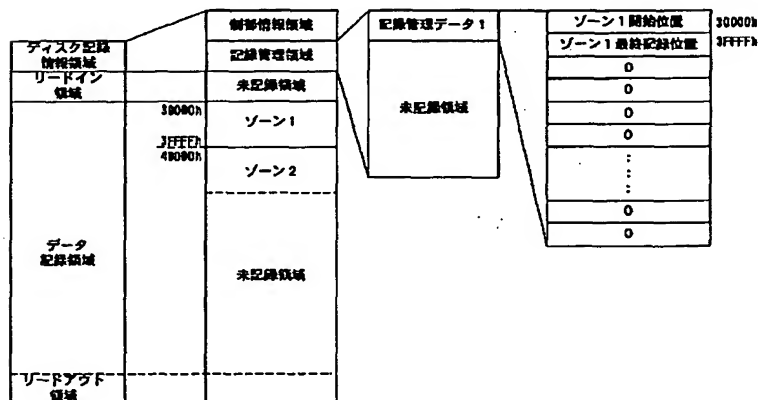 ディスク記録
情報領域
リードイン
領域
データ
記録領域
リードアウト
領域
制御情報領域
記録管理領域
未記録領域
30000h
ゾーン1
3FFFFh
40000h
ゾーン2
未記録領域
記録管理データ1
未記録領域
ゾーン1開始位置
30000h
ゾーン1最終記録位置
3FFFFh
0
0
0
0
0
0